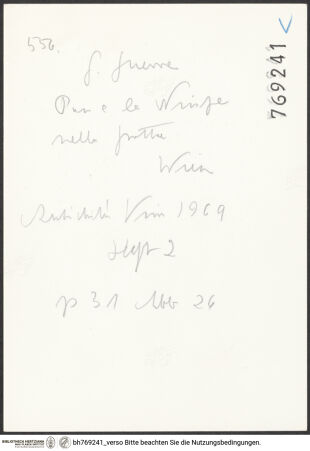 556.
G. Guerra
Pan e le Ninfe
nella grotta
Wien
Antichità Viva 1969
Heft 2
p 31 Abb 26
769241
BIBLIOTHECA HERTZIANA
bh769241_verso Bitte beachten Sie die Nutzungsbedingungen.